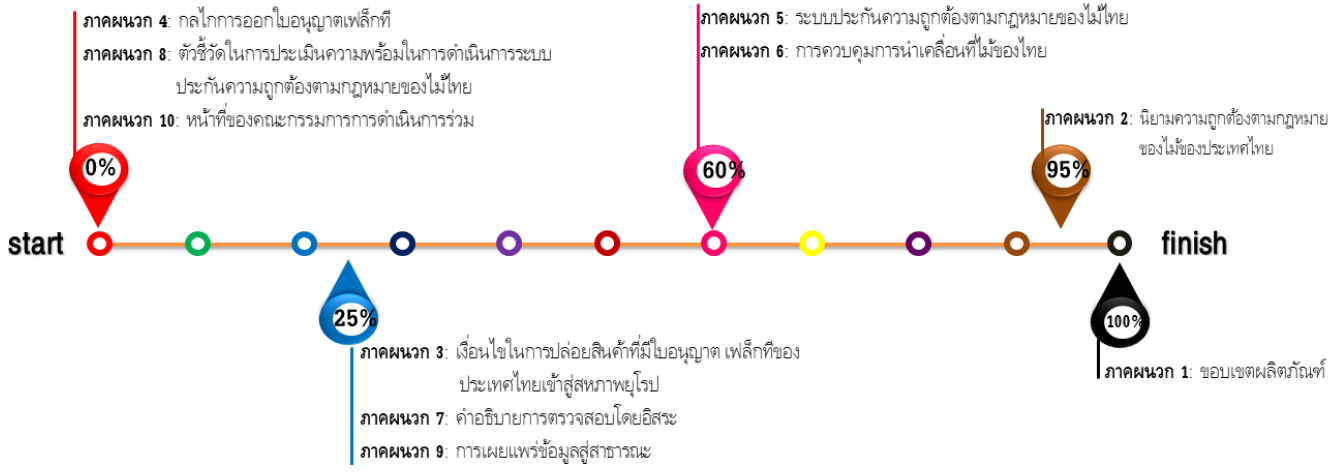 ภาคผนวก 4: กลไกการออกใบอนุญาตเฟล็กที
ภาคผนวก 8: ตัวชี้วัดในการประเมินความพร้อมในการดำเนินการระบบ
ประกันความถูกต้องตามกฎหมายของไม้ไทย
ภาคผนวก 10: หน้าที่ของคณะกรรมการการดำเนินการร่วม
0%
ภาคผนวก 5: ระบบประกันความถูกต้องตามกฎหมายของไม้ไทย
ภาคผนวก 6: การควบคุมการนำเคลื่อนที่ไม้ของไทย
60%
ภาคผนวก 2: นิยามความถูกต้องตามกฎหมาย
ของไม้ของประเทศไทย
95%
start
finish
25%
ภาคผนวก 3: เงื่อนไขในการปล่อยสินค้าที่มีใบอนุญาต เฟล็กทีของ
ประเทศไทยเข้าสู่สหภาพยุโรป
ภาคผนวก 7: คำอธิบายการตรวจสอบโดยอิสระ
ภาคผนวก 9: การเผยแพร่ข้อมูลสู่สาธารณะ
100%
ภาคผนวก 1: ขอบเขตผลิตภัณฑ์